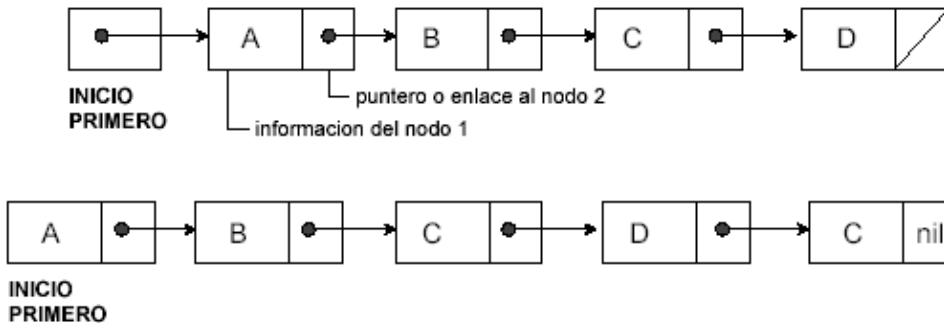 A B C D
INICIO
PRIMERO
puntero o enlace al nodo 2
informacion del nodo 1
A B C D C nil
INICIO
PRIMERO